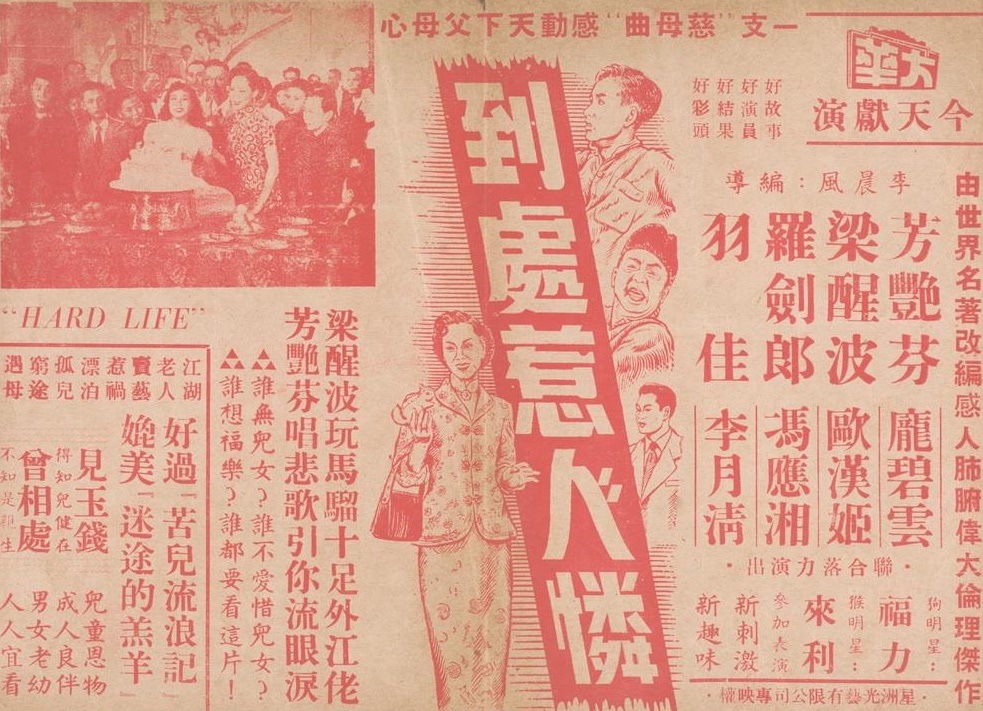 一支“慈母曲”感動天下父母心
大華
今天獻演
好故事
好演員
好結果
好彩頭
由世界名著改編感人肺腑偉大倫理傑作
李晨風：編導
芳艷芬
梁醒波
羅劍郎
羽佳
龐碧雲
歐漢姬
馮應湘
李月清
·聯合落力演出·
狗明星：
福力
猴明星：
來利
參加表演
新刺激
新趣味
·星洲光藝有限公司專映權·
到處惹人憐
梁醒波玩馬騮十足外江佬
芳艷芬唱悲歌引你流眼淚
▲▲誰無兒女？誰不愛惜兒女？
▲▲誰想福樂？誰都要看這片！
“HARD LIFE”
江湖
老人
賣藝
惹禍
漂泊
孤兒
窮途
遇母
好過「苦兒流浪記
媲美「迷途的羔羊
見玉錢
得知兒健在
曾相處
不知是親生
兒童恩物
成人良伴
男女老幼
人人宜看